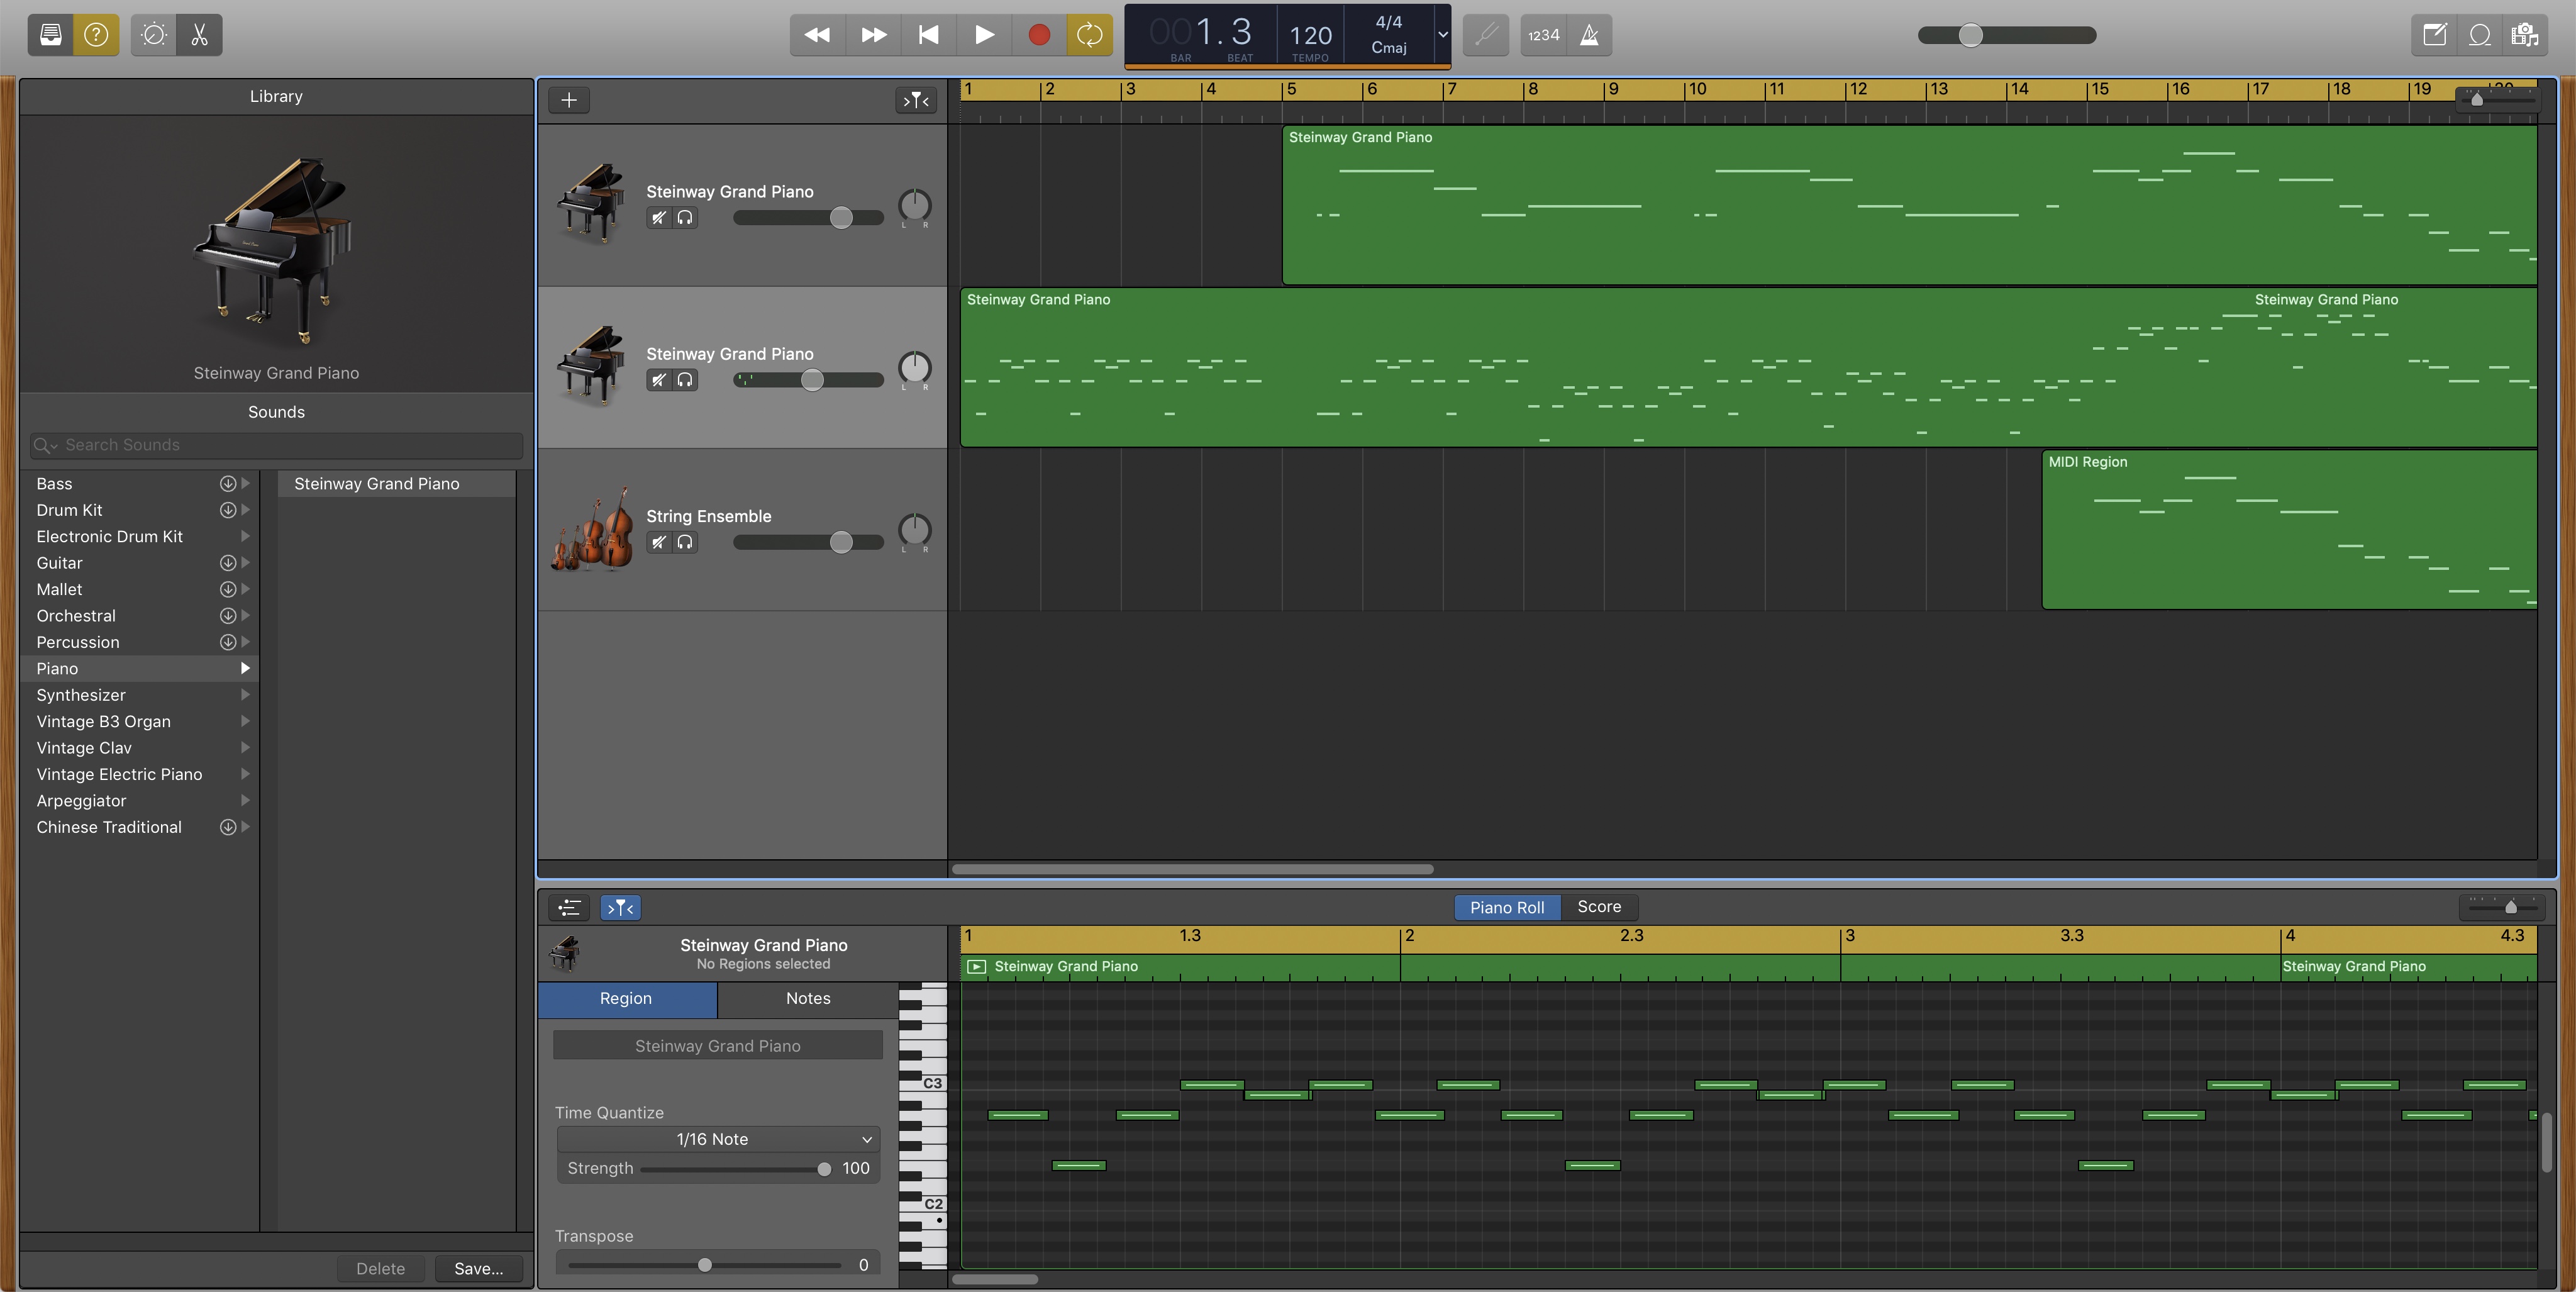 ?
001.3
BAR BEAT
120
TEMPO
4/4
Cmaj
1234
Library
Steinway Grand Piano
Sounds
Search Sounds
Bass
Drum Kit
Electronic Drum Kit
Guitar
Mallet
Orchestral
Percussion
Piano
Synthesizer
Vintage B3 Organ
Vintage Clav
Vintage Electric Piano
Arpeggiator
Chinese Traditional
Steinway Grand Piano
Delete Save...
1 2 3 4 5 6 7 8 9 10 11 12 13 14 15 16 17 18 19 20
Steinway Grand Piano
L R
Steinway Grand Piano
Steinway Grand Piano
L R
Steinway Grand Piano Steinway Grand Piano
String Ensemble
L R
MIDI Region
Piano Roll Score
Steinway Grand Piano
No Regions selected
Region Notes
Steinway Grand Piano
Time Quantize
1/16 Note
Strength 100
Transpose
0
1 1.3 2 2.3 3 3.3 4 4.3
Steinway Grand Piano Steinway Grand Piano
C3
C2